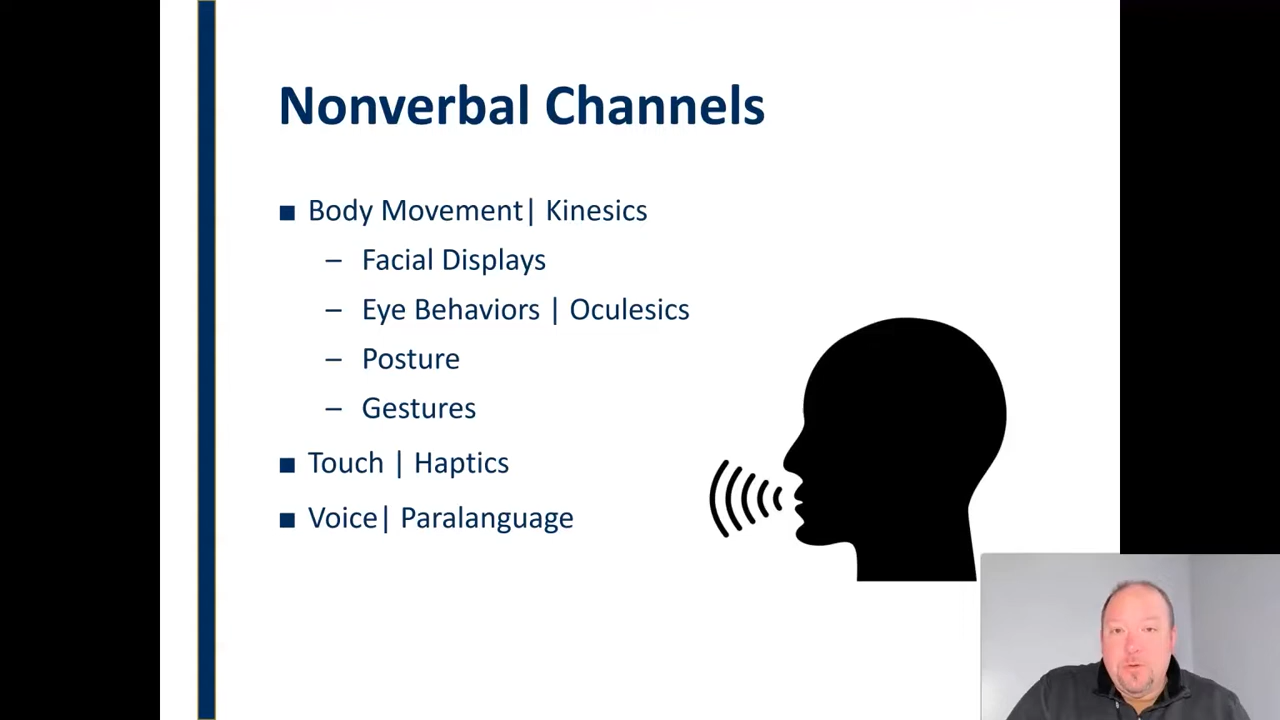 Nonverbal Channels
■ Body Movement| Kinesics
– Facial Displays
– Eye Behaviors | Oculesics
– Posture
– Gestures
■ Touch | Haptics
■ Voice| Paralanguage